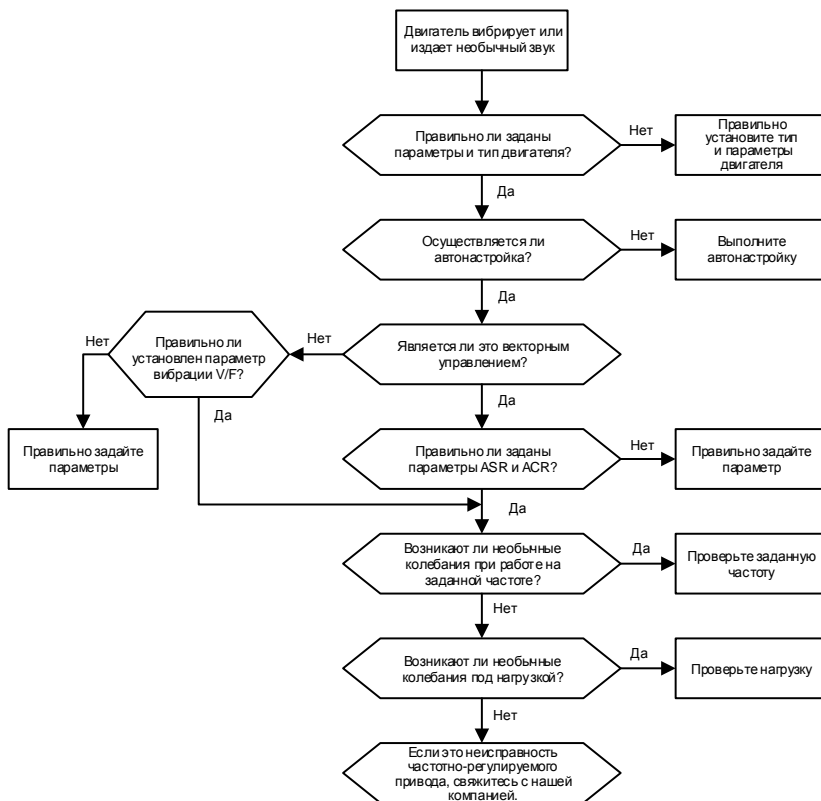 Двигатель вибрирует или
издает необычный звук
Правильно ли заданы
параметры и тип двигателя?
Нет
Правильно
установите тип
и параметры
двигателя
Да
Осуществляется ли
автонастройка?
Нет
Выполните
автонастройку
Да
Является ли это векторным
управлением?
Нет
Правильно ли
установлен параметр
вибрации V/F?
Нет
Правильно задайте
параметры
Да
Да
Правильно ли заданы
параметры ASR и ACR?
Нет
Правильно задайте
параметр
Да
Возникают ли необычные
колебания при работе на
заданной частоте?
Да
Проверьте заданную
частоту
Нет
Возникают ли необычные
колебания под нагрузкой?
Да
Проверьте нагрузку
Нет
Если это неисправность
частотно-регулируемого
привода, свяжитесь с нашей
компанией.